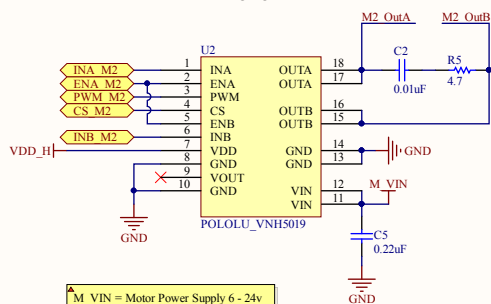 M2_OutA M2_OutB
U2
INA_M2 1 INA OUTA 18
ENA_M2 2 ENA OUTA 17
PWM_M2 3 PWM
CS_M2 4 CS OUTB 16
5 ENB OUTB 15
INB_M2 6 INB
VDD_H 7 VDD GND 14 GND
8 GND GND 13
9 VOUT
10 GND VIN 12 M_VIN
VIN 11
C2
0.01uF
R5
4.7
GND
POLOLU_VNH5019
C5
0.22uF
GND
M_VIN = Motor Power Supply 6 - 24v